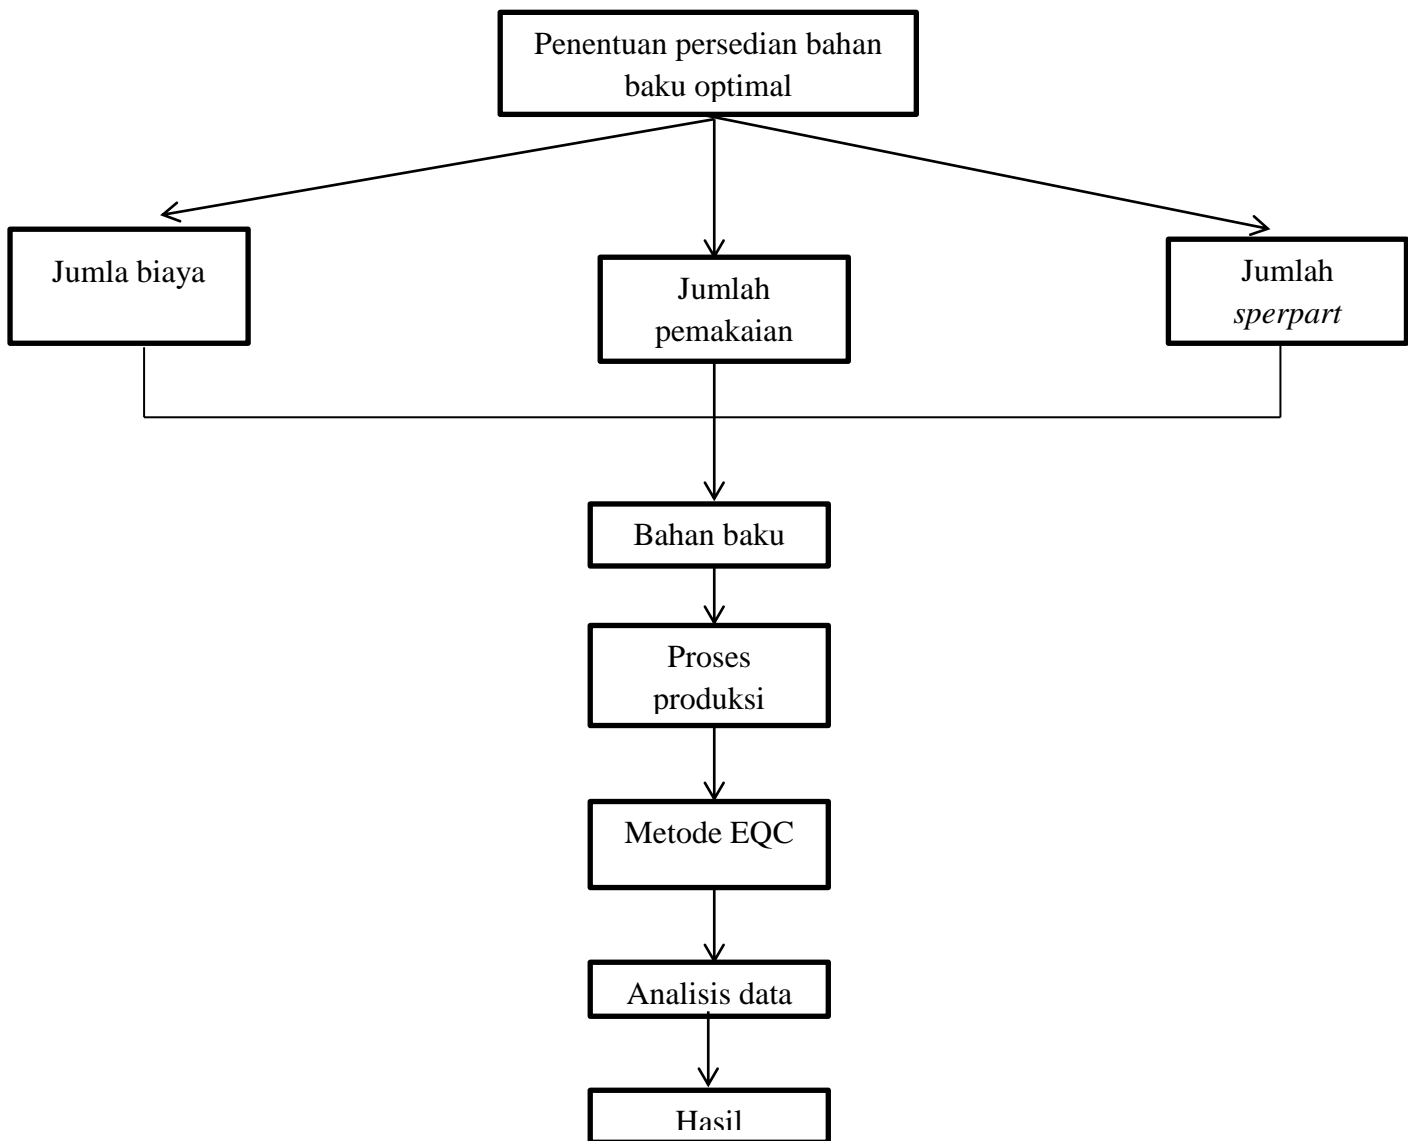 Penentuan persedian bahan
baku optimal
Jumla biaya
Jumlah
pemakaian
Jumlah
sperpart
Bahan baku
Proses
produksi
Metode EQC
Analisis data
Hasil